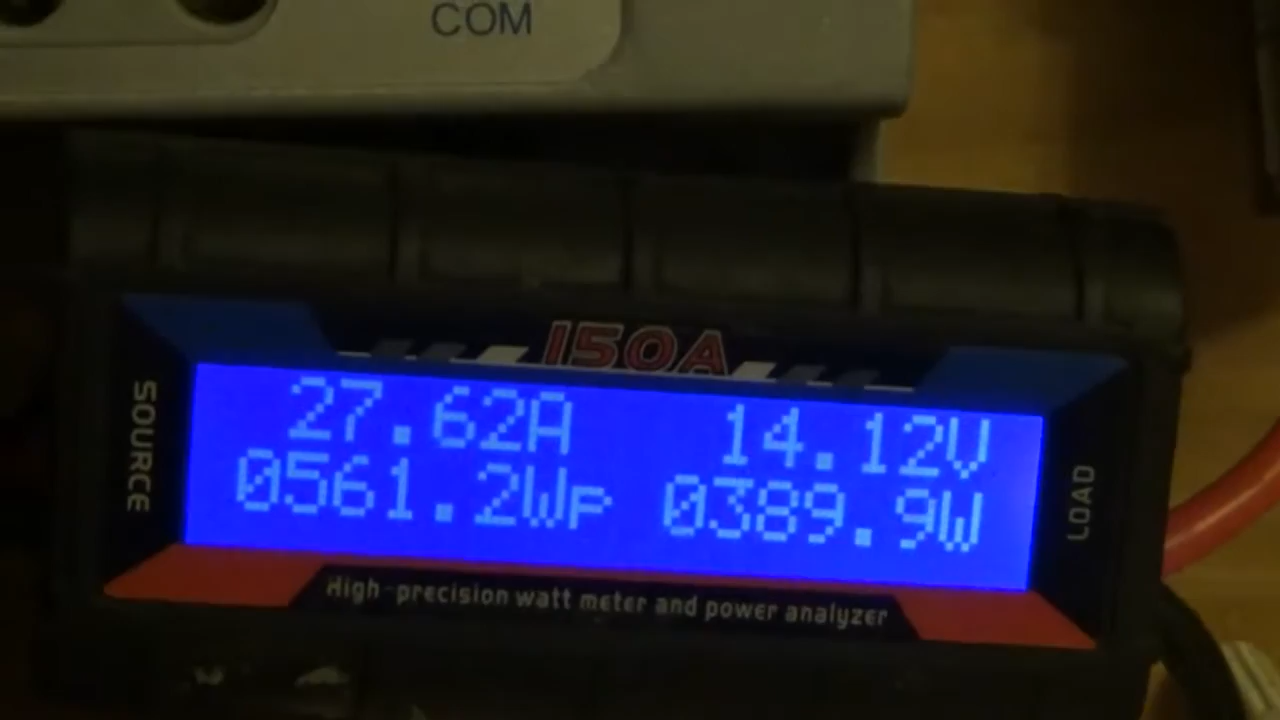 COM
150A
SOURCE
27.62A 14.12V
0561.2Wp 0389.9W
LOAD
High-precision watt meter and power analyzer